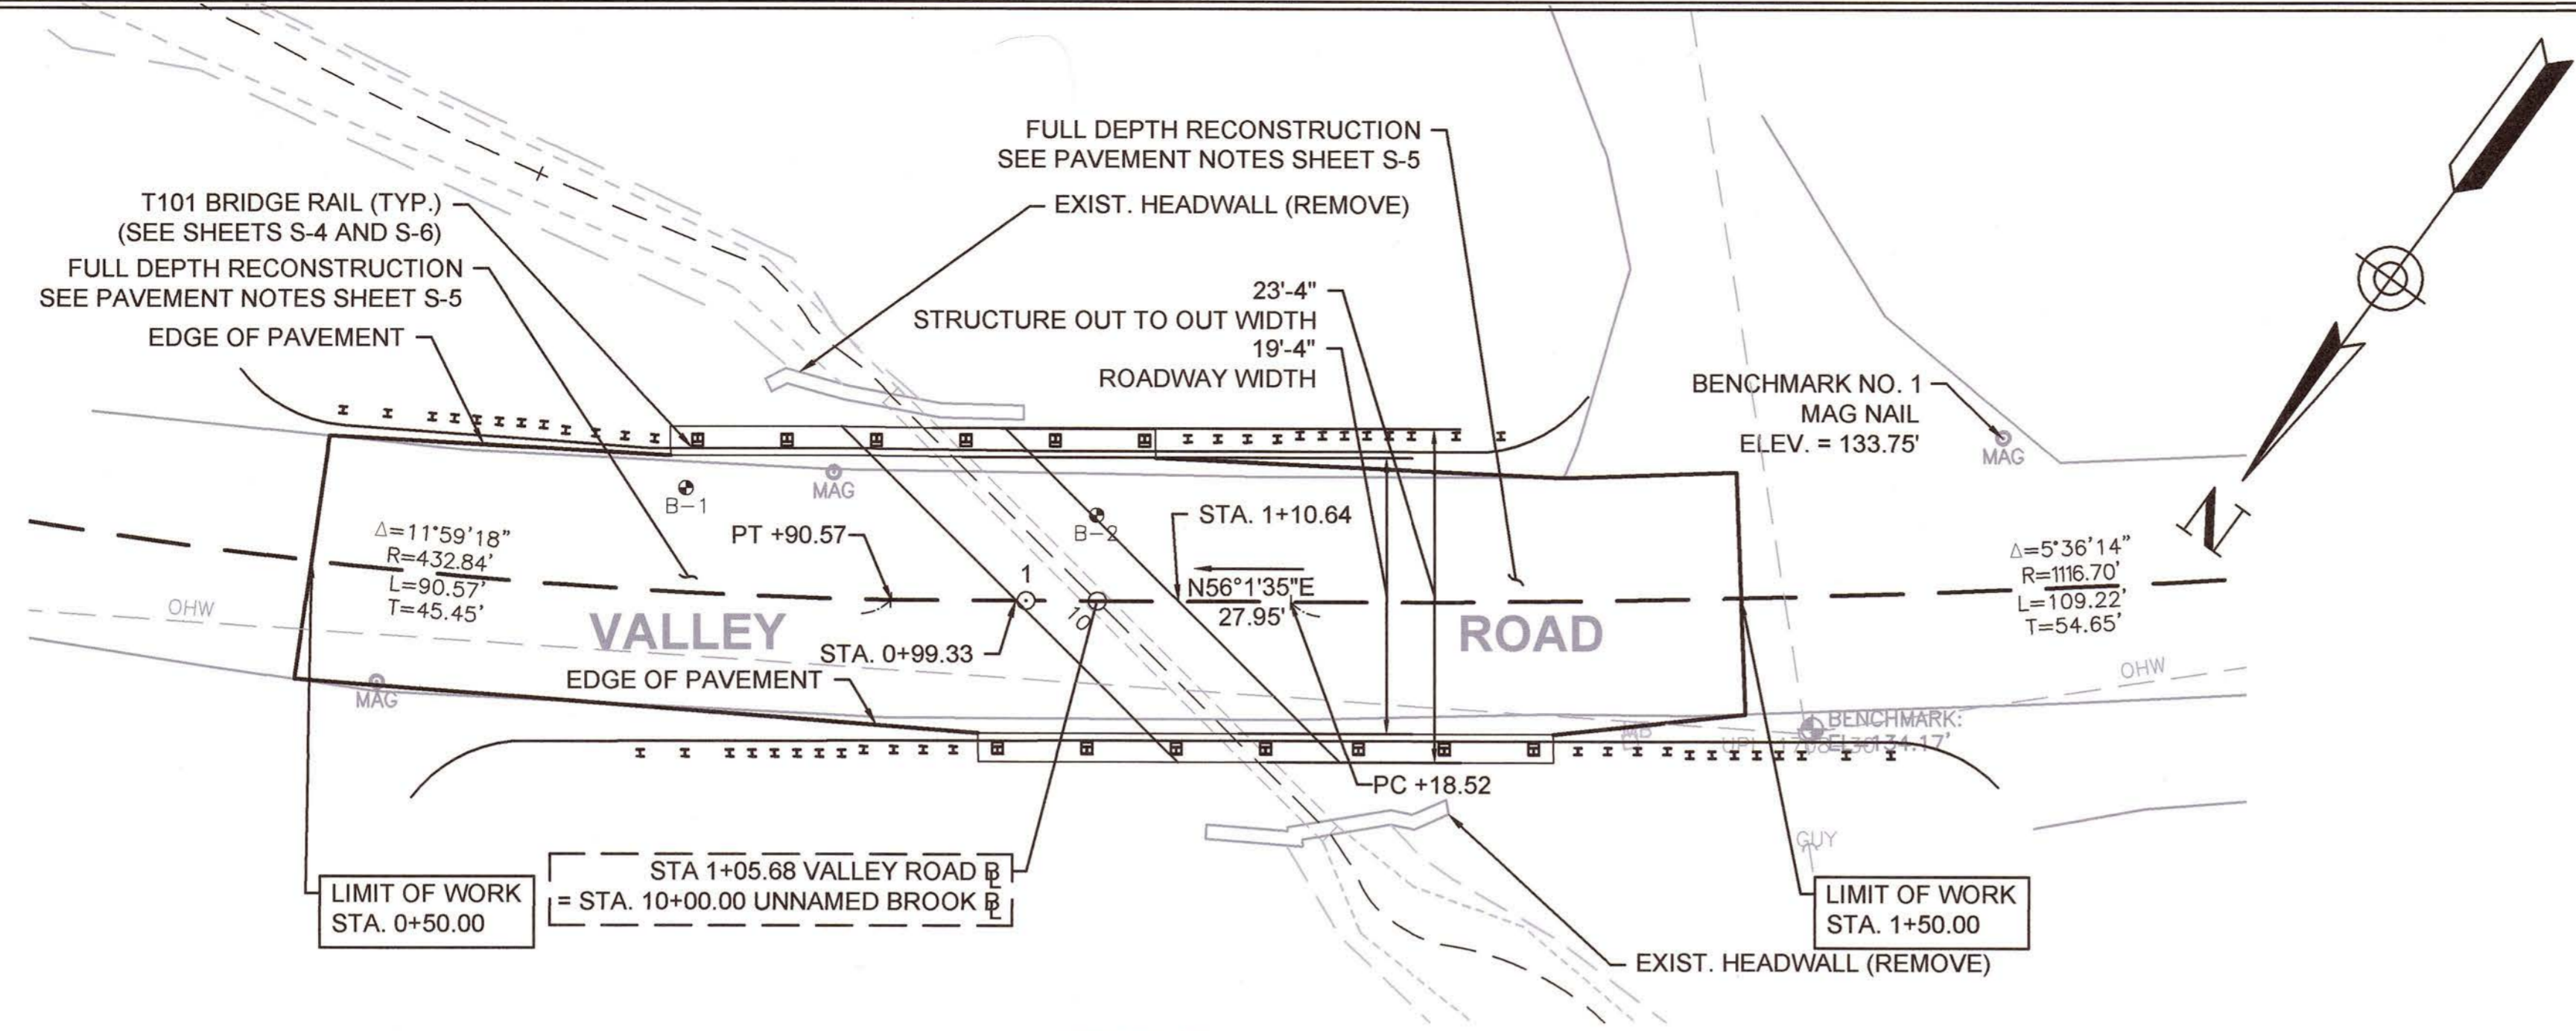 FULL DEPTH RECONSTRUCTION
SEE PAVEMENT NOTES SHEET S-5
EXIST. HEADWALL (REMOVE)
T101 BRIDGE RAIL (TYP.)
(SEE SHEETS S-4 AND S-6)
FULL DEPTH RECONSTRUCTION
SEE PAVEMENT NOTES SHEET S-5
EDGE OF PAVEMENT
23'-4"
STRUCTURE OUT TO OUT WIDTH
19'-4"
ROADWAY WIDTH
BENCHMARK NO. 1
MAG NAIL
ELEV. = 133.75'
MAG
N
B-1
MAG
B-2
STA. 1+10.64
PT +90.57
Δ=11°59'18"
R=432.84'
L=90.57'
T=45.45'
N56°1'35"E
27.95'
Δ=5°36'14"
R=1116.70'
L=109.22'
T=54.65'
1
10
OHW
VALLEY ROAD
STA. 0+99.33
EDGE OF PAVEMENT
MAG
OHW
MB
BENCHMARK:
PC +18.52
GUY
STA 1+05.68 VALLEY ROAD BL
= STA. 10+00.00 UNNAMED BROOK BL
LIMIT OF WORK
STA. 0+50.00
LIMIT OF WORK
STA. 1+50.00
EXIST. HEADWALL (REMOVE)